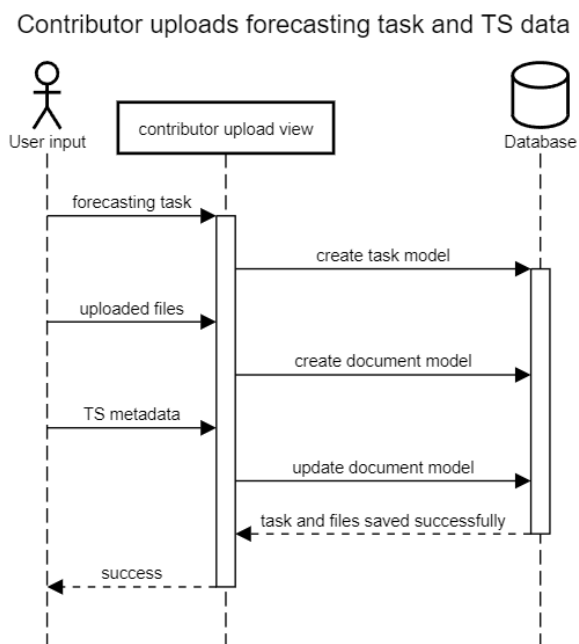 Contributor uploads forecasting task and TS data
User input
contributor upload view
Database
forecasting task
create task model
uploaded files
create document model
TS metadata
update document model
task and files saved successfully
success